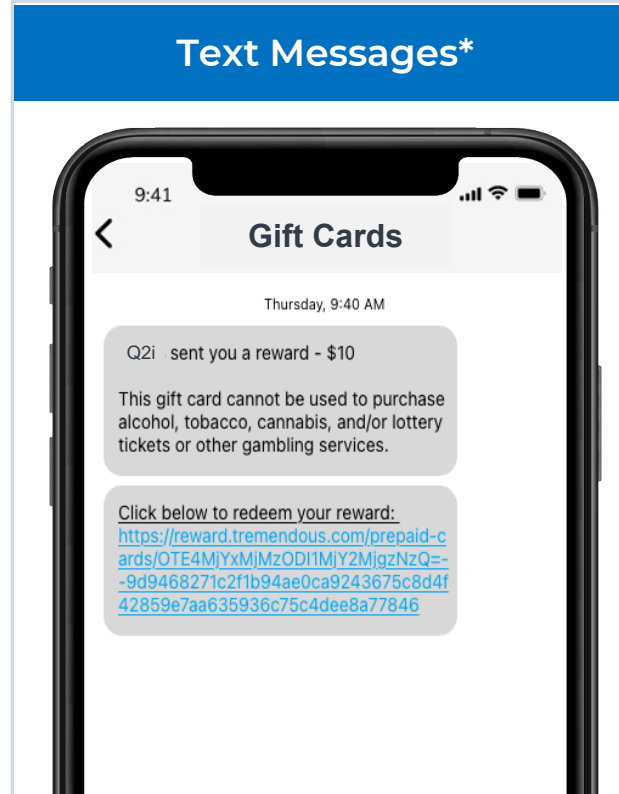 Text Messages*
9:41
Gift Cards
Thursday, 9:40 AM
Q2i sent you a reward - $10
This gift card cannot be used to purchase
alcohol, tobacco, cannabis, and/or lottery
tickets or other gambling services.
Click below to redeem your reward:
https://reward.tremendous.com/prepaid-c
ards/OTE4MjYxMjMzODI1MjY2MjgzNzQ=-
-9d9468271c2f1b94ae0ca9243675c8d4f
42859e7aa635936c75c4dee8a77846